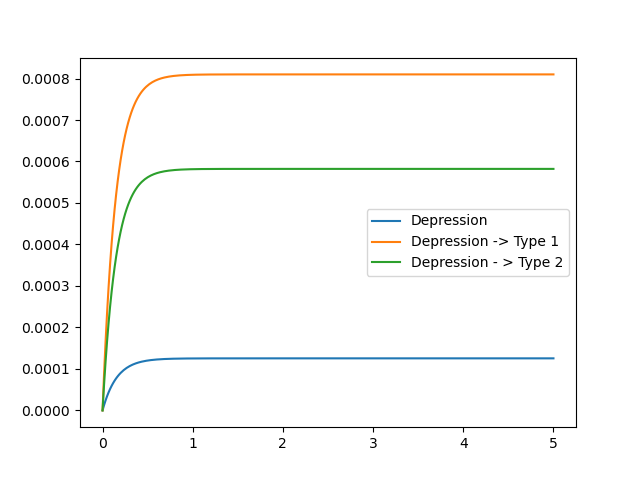 0.0008
0.0007
0.0006
0.0005
0.0004
0.0003
0.0002
0.0001
0.0000
Depression
Depression -> Type 1
Depression - > Type 2
0 1 2 3 4 5